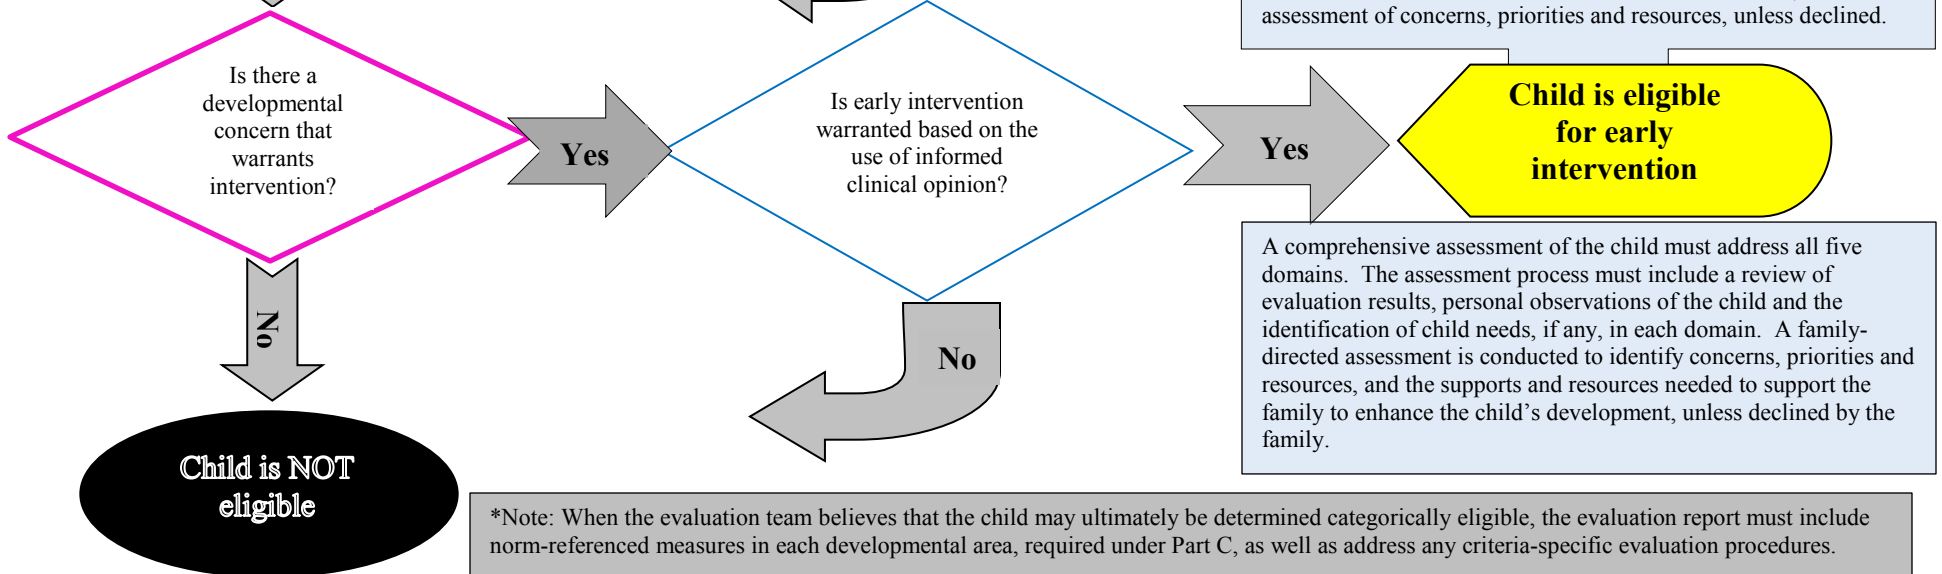 assessment of concerns, priorities and resources, unless declined.
Is there a
developmental
concern that
warrants
intervention?
Yes
Is early intervention
warranted based on the
use of informed
clinical opinion?
Yes
Child is eligible
for early
intervention
A comprehensive assessment of the child must address all five
domains.  The assessment process must include a review of
evaluation results, personal observations of the child and the
identification of child needs, if any, in each domain.  A family-
directed assessment is conducted to identify concerns, priorities and
resources, and the supports and resources needed to support the
family to enhance the child’s development, unless declined by the
family.
No
No
Child is NOT
eligible
*Note: When the evaluation team believes that the child may ultimately be determined categorically eligible, the evaluation report must include
norm-referenced measures in each developmental area, required under Part C, as well as address any criteria-specific evaluation procedures.